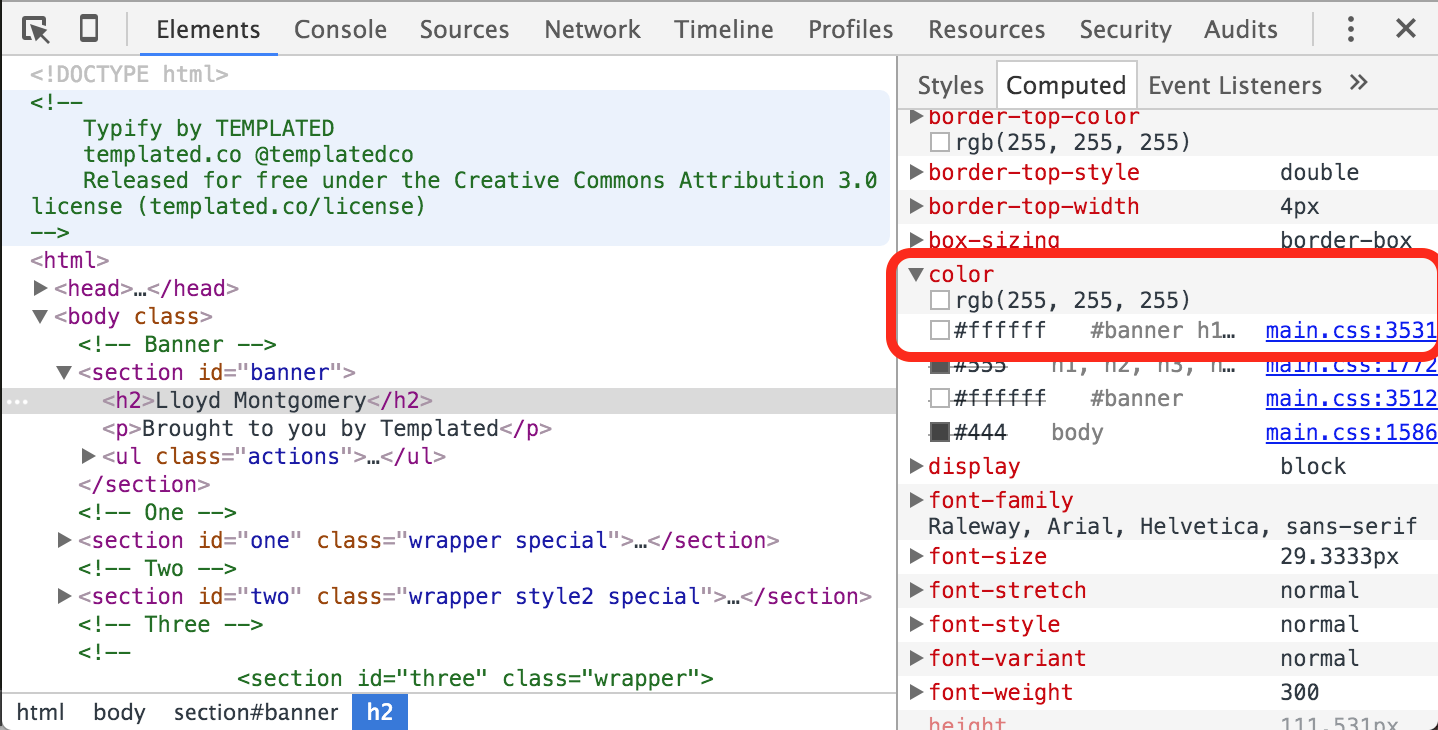 Elements Console Sources Network Timeline Profiles Resources Security Audits
<!DOCTYPE html>
<!--
Typify by TEMPLATED
templated.co @templatedco
Released for free under the Creative Commons Attribution 3.0
license (templated.co/license)
-->
<html>
<head>…</head>
<body class>
<!-- Banner -->
<section id="banner">
<h2>Lloyd Montgomery</h2>
<p>Brought to you by Templated</p>
<ul class="actions">…</ul>
</section>
<!-- One -->
<section id="one" class="wrapper special">…</section>
<!-- Two -->
<section id="two" class="wrapper style2 special">…</section>
<!-- Three -->
<!--
<section id="three" class="wrapper">
html body section#banner h2
Styles Computed Event Listeners »
border-top-color
rgb(255, 255, 255)
border-top-style double
border-top-width 4px
box-sizing border-box
color
rgb(255, 255, 255)
#ffffff #banner h1… main.css:3531
#555 h1, h2, h3, h… main.css:1772
#ffffff #banner main.css:3512
#444 body main.css:1586
display block
font-family
Raleway, Arial, Helvetica, sans-serif
font-size 29.3333px
font-stretch normal
font-style normal
font-variant normal
font-weight 300
height 111.531px